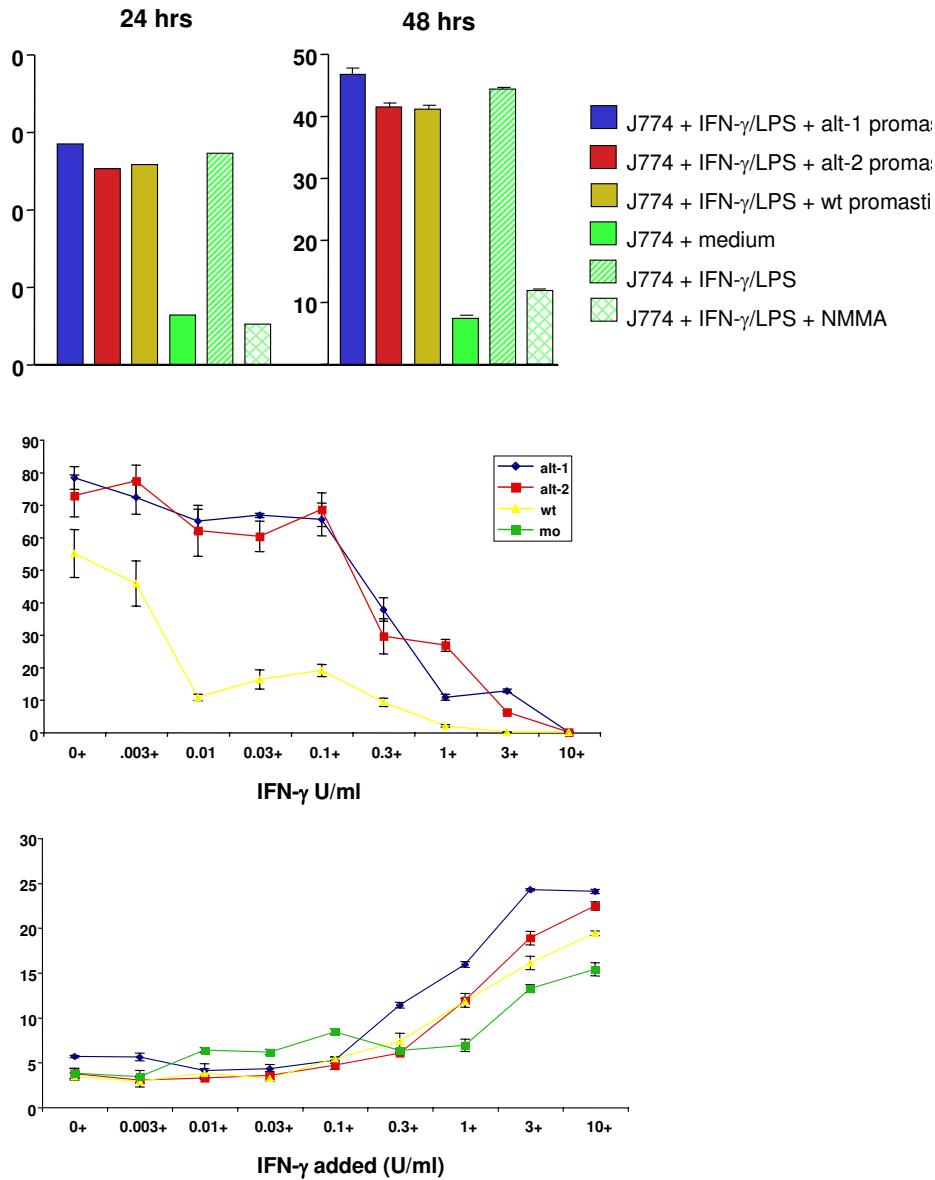 24 hrs
48 hrs
0
0
0
0
0
50
40
30
20
10
J774 + IFN-γ/LPS + alt-1 promas
J774 + IFN-γ/LPS + alt-2 promas
J774 + IFN-γ/LPS + wt promasti
J774 + medium
J774 + IFN-γ/LPS
J774 + IFN-γ/LPS + NMMA
90
80
70
60
50
40
30
20
10
0
alt-1
alt-2
wt
mo
0+ .003+ 0.01 0.03+ 0.1+ 0.3+ 1+ 3+ 10+
IFN-γ U/ml
30
25
20
15
10
5
0
0+ 0.003+ 0.01+ 0.03+ 0.1+ 0.3+ 1+ 3+ 10+
IFN-γ added (U/ml)